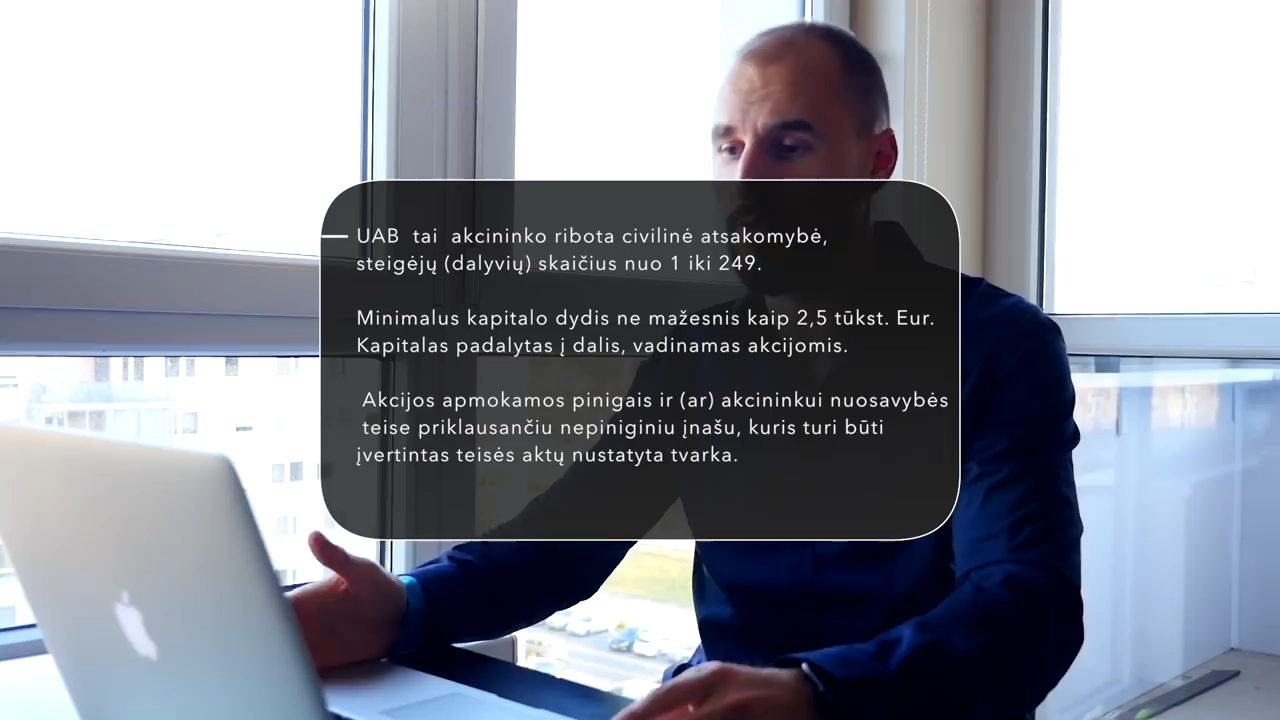 UAB tai akcininko ribota civilinė atsakomybė,
steigėjų (dalyvių) skaičius nuo 1 iki 249.
Minimalus kapitalo dydis ne mažesnis kaip 2,5 tūkst. Eur.
Kapitalas padalytas į dalis, vadinamas akcijomis.
Akcijos apmokamos pinigais ir (ar) akcininkui nuosavybės
teise priklausančiu nepiniginiu įnašu, kuris turi būti
įvertintas teisės aktų nustatyta tvarka.